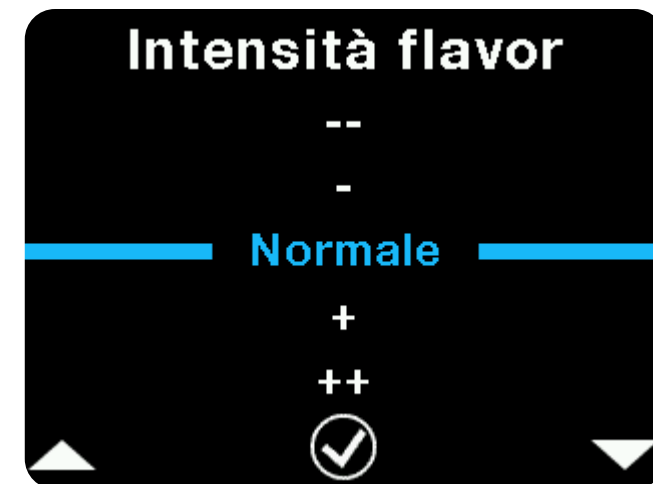 Intensità flavor
--
-
Normale
+
++